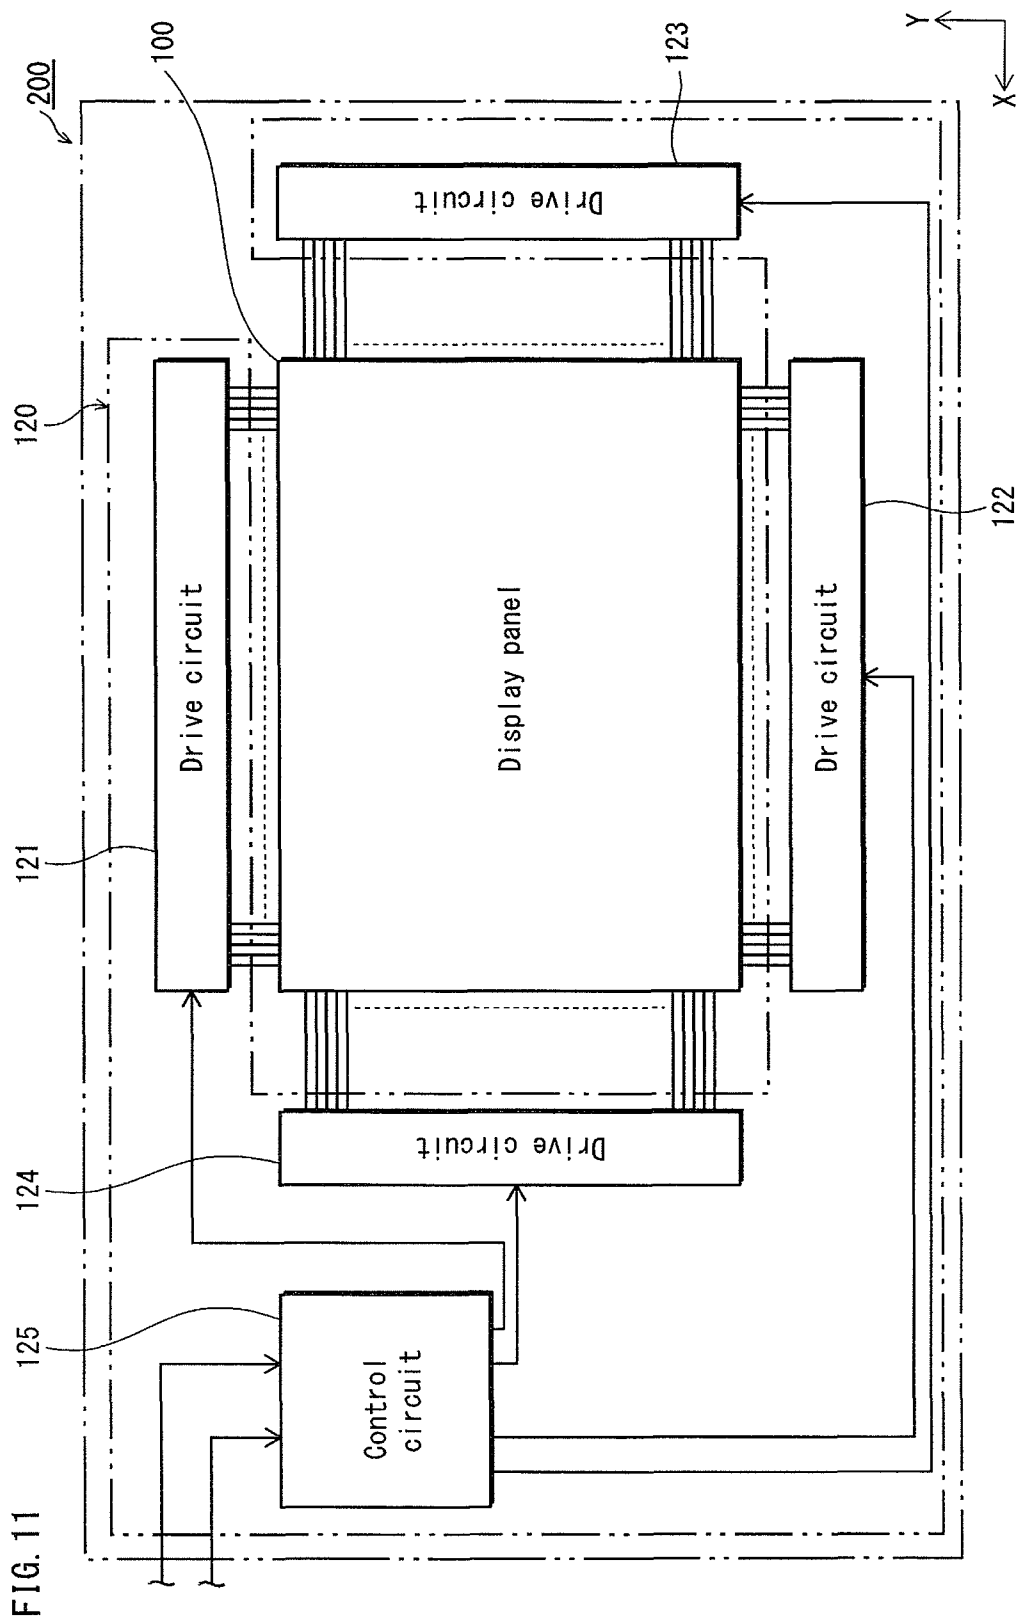 FIG. 11
200
120
121
Drive circuit
100
124
Drive circuit
Display panel
Drive circuit
123
125
Control
circuit
Drive circuit
122
Y
X